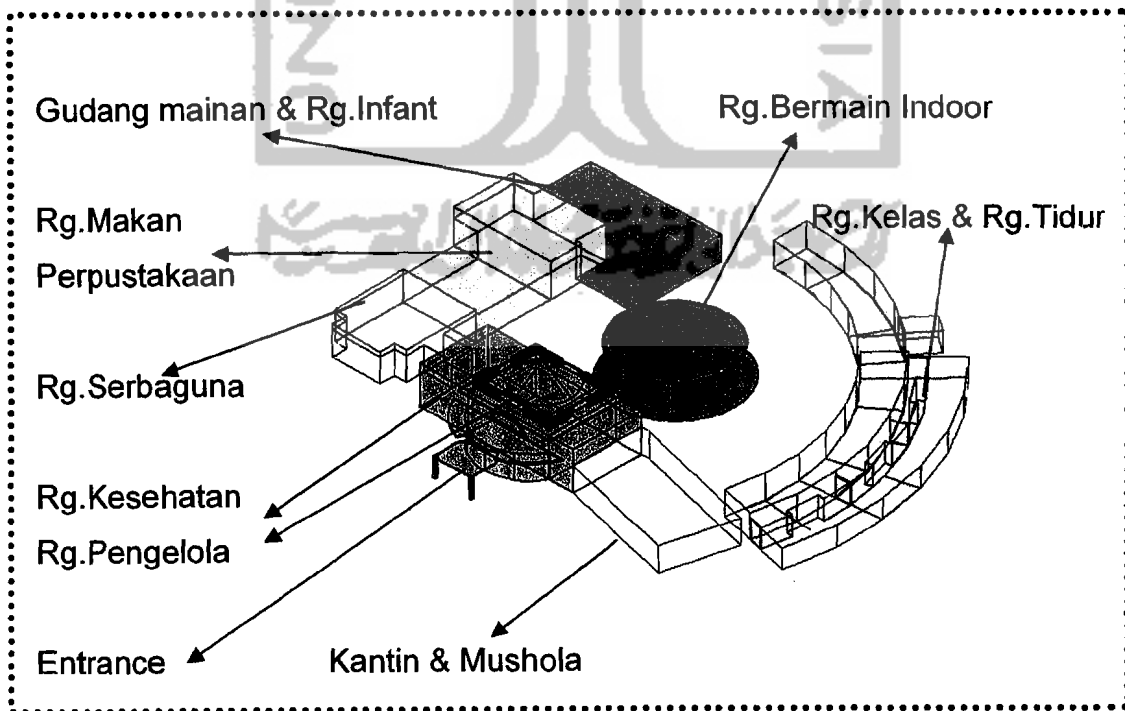 Gudang mainan & Rg.Infant
Rg.Bermain Indoor
Rg.Makan
Rg.Kelas & Rg.Tidur
Perpustakaan
Rg.Serbaguna
Rg.Kesehatan
Rg.Pengelola
Entrance
Kantin & Mushola